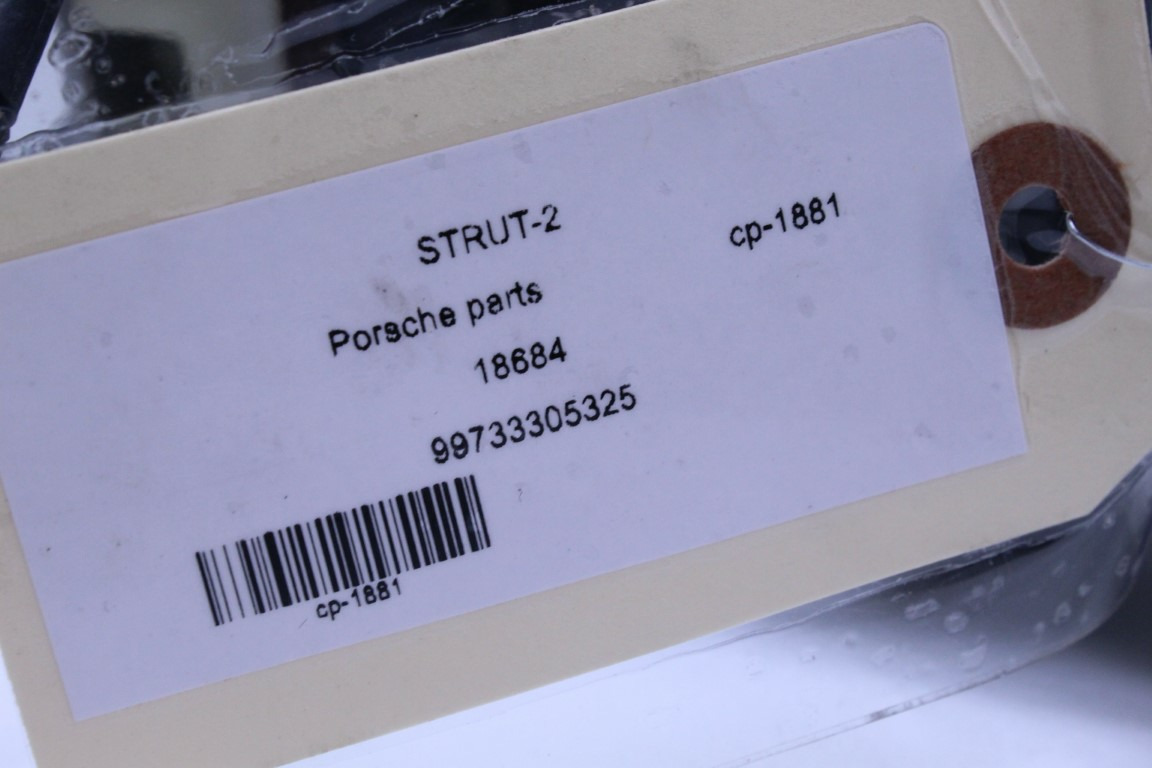 STRUT-2
cp-1881
Porsche parts
18684
99733305325
cp-1881